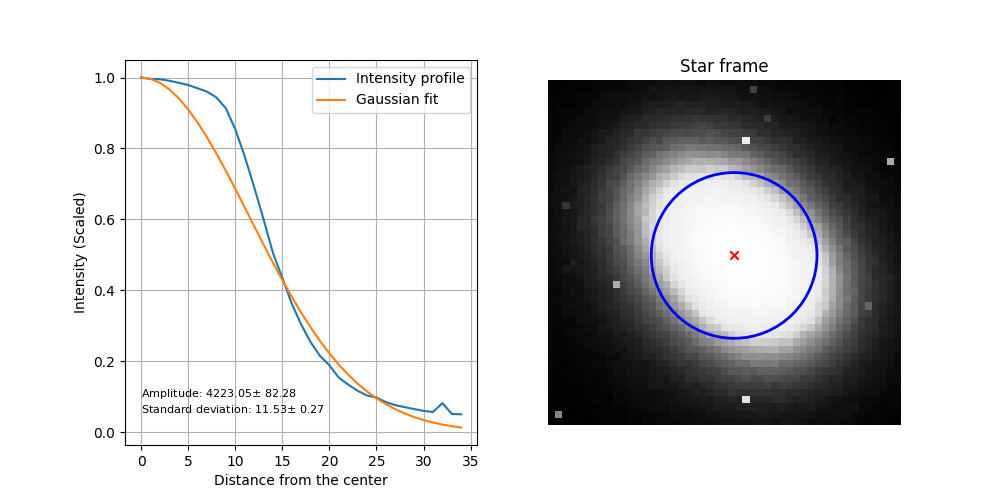 Star frame
Intensity profile
Gaussian fit
1.0
0.8
0.6
0.4
0.2
0.0
Intensity (Scaled)
Amplitude: 4223.05± 82.28
Standard deviation: 11.53± 0.27
0 5 10 15 20 25 30 35
Distance from the center